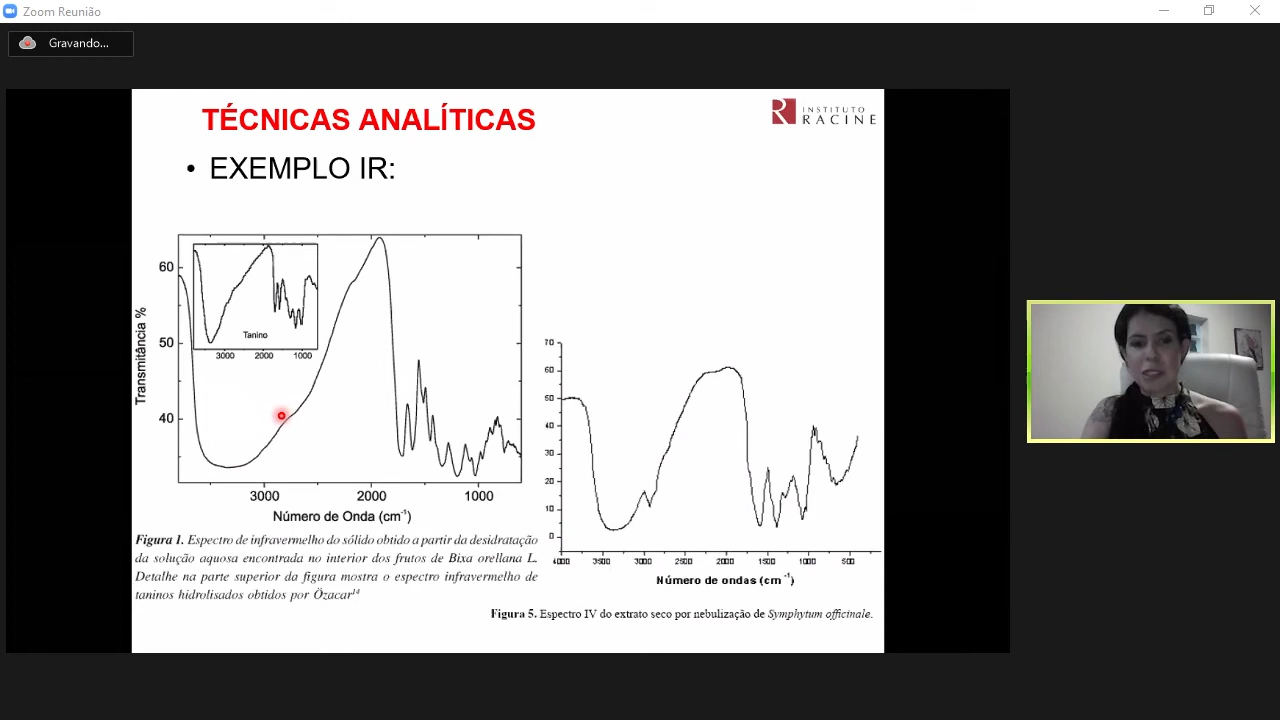 Zoom Reunião
Gravando...
TÉCNICAS ANALÍTICAS
INSTITUTO
RACINE
• EXEMPLO IR:
60
50
40
Transmitância %
Tanino
3000 2000 1000
3000 2000 1000
Número de Onda (cm⁻¹)
Figura 1. Espectro de infravermelho do sólido obtido a partir da desidratação
da solução aquosa encontrada no interior dos frutos de Bixa orellana L.
Detalhe na parte superior da figura mostra o espectro infravermelho de
taninos hidrolisados obtidos por Özacar¹⁴
70
60
50
40
30
20
10
0
4000 3500 3000 2500 2000 1500 1000 500
Número de ondas (cm⁻¹)
Figura 5. Espectro IV do extrato seco por nebulização de Symphytum officinale.